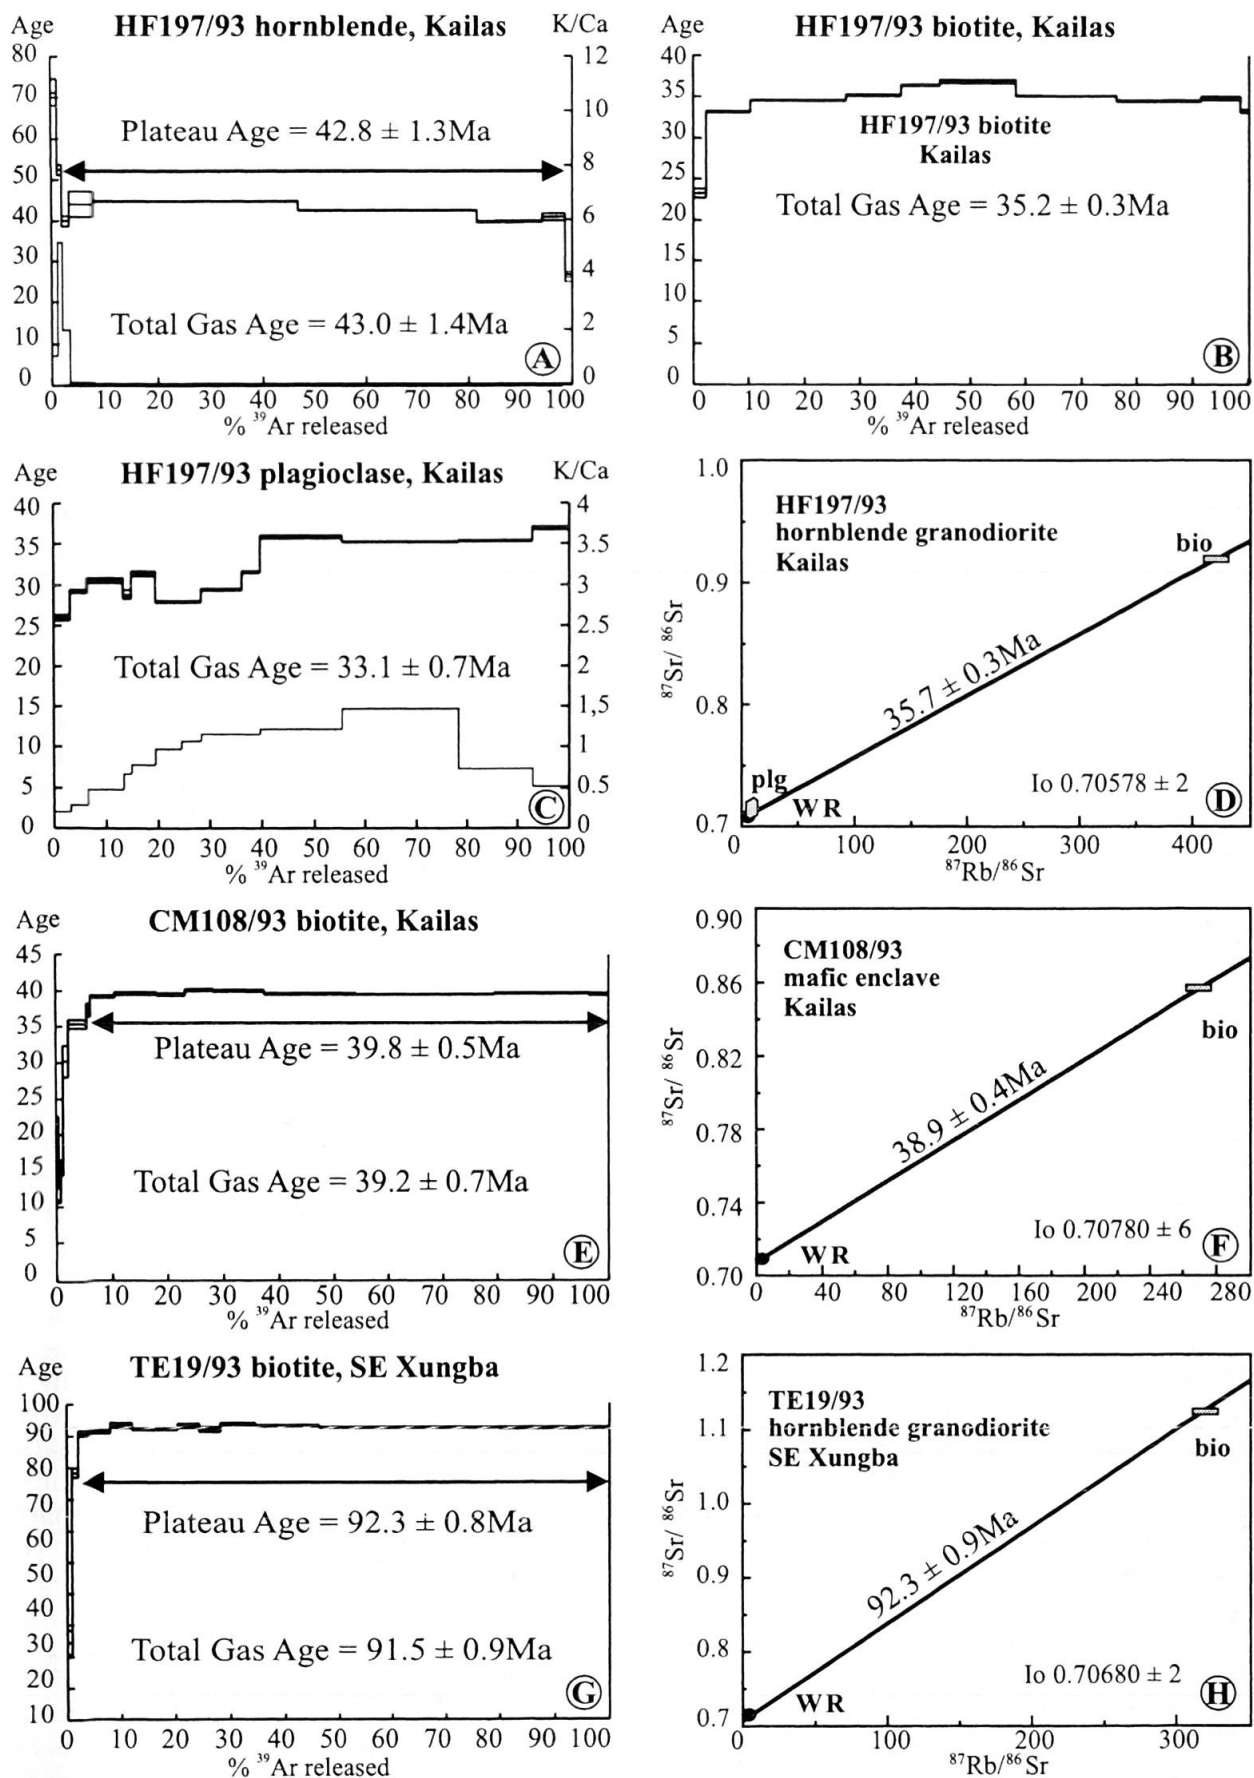 Age HF197/93 hornblende, Kailas K/Ca
80
70
60
50
40
30
20
10
0
12
10
8
6
4
2
0
Plateau Age = 42.8 ± 1.3Ma
Total Gas Age = 43.0 ± 1.4Ma
A
0 10 20 30 40 50 60 70 80 90 100
% ³⁹Ar released
Age HF197/93 biotite, Kailas
40
35
30
25
20
15
10
5
0
HF197/93 biotite
Kailas
Total Gas Age = 35.2 ± 0.3Ma
B
0 10 20 30 40 50 60 70 80 90 100
% ³⁹Ar released
Age HF197/93 plagioclase, Kailas K/Ca
40
35
30
25
20
15
10
5
0
4
3.5
3
2.5
2
1,5
1
0.5
0
Total Gas Age = 33.1 ± 0.7Ma
C
0 10 20 30 40 50 60 70 80 90 100
% ³⁹Ar released
1.0
0.9
0.8
0.7
⁸⁷Sr/ ⁸⁶Sr
HF197/93
hornblende granodiorite
Kailas
bio
35.7 ± 0.3Ma
plg
WR
Io 0.70578 ± 2
D
0 100 200 300 400
⁸⁷Rb/⁸⁶Sr
Age CM108/93 biotite, Kailas
45
40
35
30
25
20
15
10
5
0
Plateau Age = 39.8 ± 0.5Ma
Total Gas Age = 39.2 ± 0.7Ma
E
0 10 20 30 40 50 60 70 80 90 100
% ³⁹Ar released
0.90
0.86
0.82
0.78
0.74
0.70
⁸⁷Sr/ ⁸⁶Sr
CM108/93
mafic enclave
Kailas
bio
38.9 ± 0.4Ma
WR
Io 0.70780 ± 6
F
0 40 80 120 160 200 240 280
⁸⁷Rb/⁸⁶Sr
Age TE19/93 biotite, SE Xungba
100
90
80
70
60
50
40
30
20
10
Plateau Age = 92.3 ± 0.8Ma
Total Gas Age = 91.5 ± 0.9Ma
G
0 10 20 30 40 50 60 70 80 90 100
% ³⁹Ar released
1.2
1.1
1.0
0.9
0.8
0.7
⁸⁷Sr/ ⁸⁶Sr
TE19/93
hornblende granodiorite
SE Xungba
bio
92.3 ± 0.9Ma
WR
Io 0.70680 ± 2
H
0 100 200 300
⁸⁷Rb/⁸⁶Sr